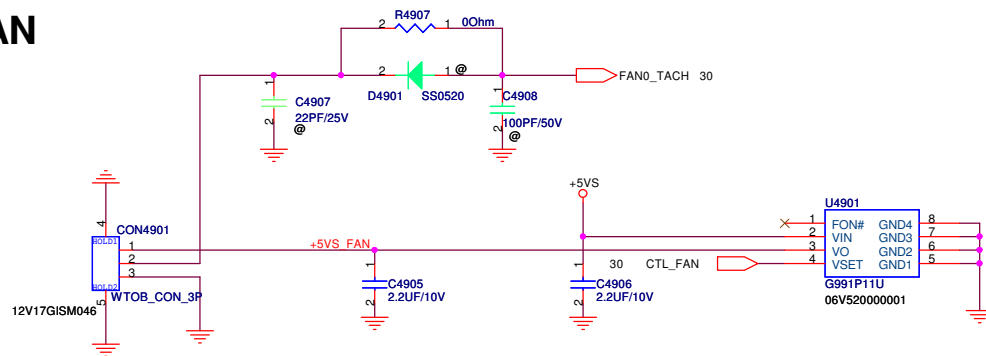 AN
R4907
2
1
0Ohm
2
1
@
FAN0_TACH 30
D4901
SS0520
1
C4907
22PF/25V
2
@
1
C4908
100PF/50V
2
@
+5VS
U4901
4
CON4901
HOLD1
1
2
3
HOLD2
5
WTOB_CON_3P
12V17GISM046
+5VS_FAN
1
C4905
2.2UF/10V
2
1
C4906
2.2UF/10V
2
30 CTL_FAN
1 FON# GND4 8
2 VIN GND3 7
3 VO GND2 6
4 VSET GND1 5
G991P11U
06V520000001